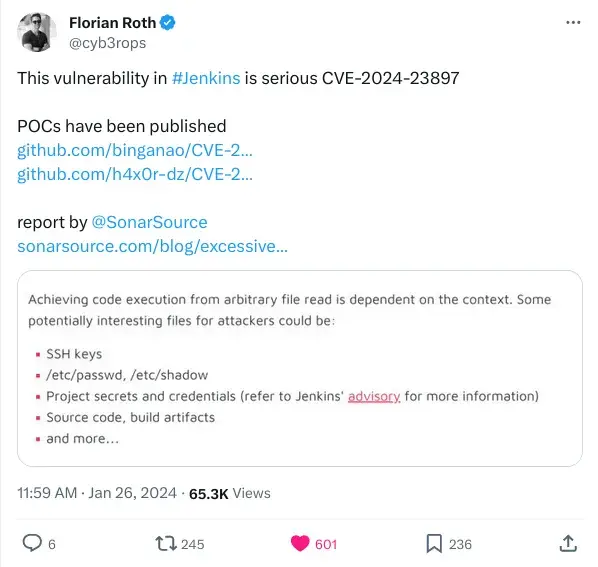 Florian Roth
@cyb3rops
This vulnerability in #Jenkins is serious CVE-2024-23897
POCs have been published
github.com/binganao/CVE-2...
github.com/h4x0r-dz/CVE-2...
report by @SonarSource
sonarsource.com/blog/excessive...
Achieving code execution from arbitrary file read is dependent on the context. Some
potentially interesting files for attackers could be:
▪ SSH keys
▪ /etc/passwd, /etc/shadow
▪ Project secrets and credentials (refer to Jenkins' advisory for more information)
▪ Source code, build artifacts
▪ and more...
11:59 AM · Jan 26, 2024 · 65.3K Views
6 245 601 236